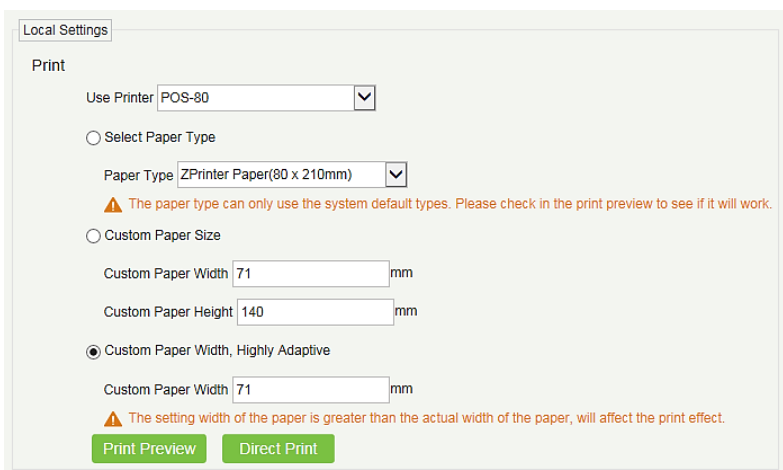 Local Settings
Print
Use Printer POS-80
Select Paper Type
Paper Type ZPrinter Paper(80 x 210mm)
The paper type can only use the system default types. Please check in the print preview to see if it will work.
Custom Paper Size
Custom Paper Width 71 mm
Custom Paper Height 140 mm
Custom Paper Width, Highly Adaptive
Custom Paper Width 71 mm
The setting width of the paper is greater than the actual width of the paper, will affect the print effect.
Print Preview Direct Print